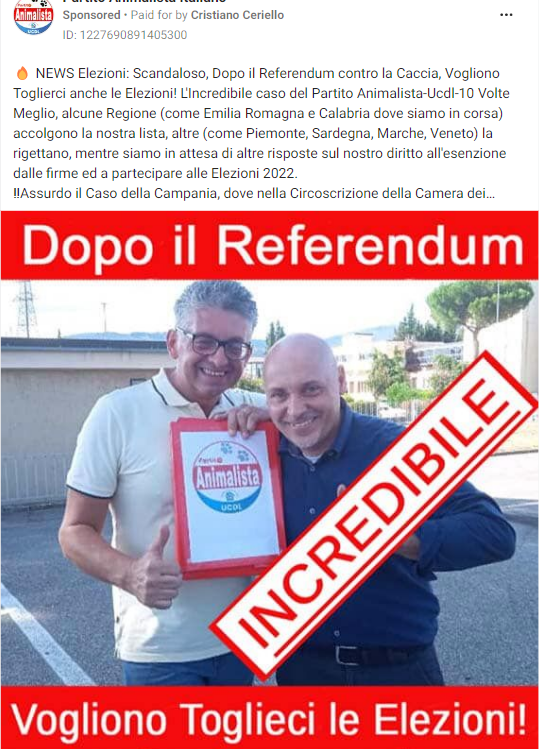 Partito Animalista Italiano
Sponsored • Paid for by Cristiano Ceriello
ID: 1227690891405300
🔥 NEWS Elezioni: Scandaloso, Dopo il Referendum contro la Caccia, Vogliono
Toglierci anche le Elezioni! L'Incredibile caso del Partito Animalista-Ucdl-10 Volte
Meglio, alcune Regione (come Emilia Romagna e Calabria dove siamo in corsa)
accolgono la nostra lista, altre (come Piemonte, Sardegna, Marche, Veneto) la
rigettano, mentre siamo in attesa di altre risposte sul nostro diritto all'esenzione
dalle firme ed a partecipare alle Elezioni 2022.
‼Assurdo il Caso della Campania, dove nella Circoscrizione della Camera dei...
Dopo il Referendum
Partito
Animalista
UCDL
INCREDIBILE
Vogliono Toglieci le Elezioni!